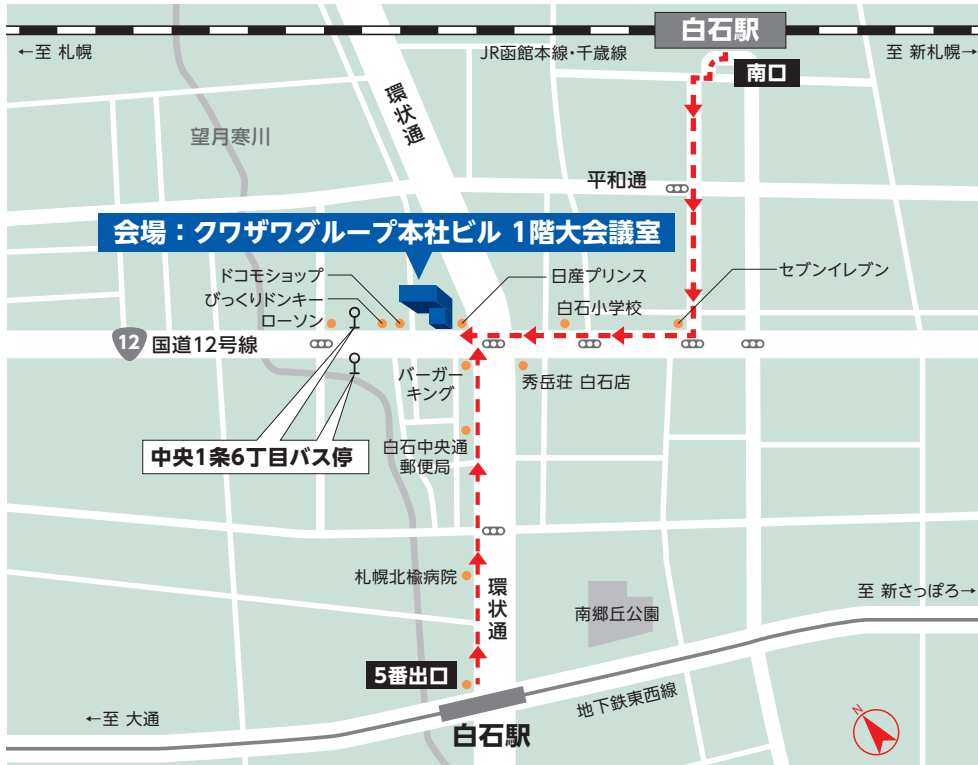 白石駅
←至 札幌
JR函館本線・千歳線
至 新札幌→
南口
環状通
望月寒川
平和通
会場：クワザワグループ本社ビル 1階大会議室
ドコモショップ
日産プリンス
セブンイレブン
びっくりドンキー
白石小学校
ローソン
12
国道12号線
バーガー
キング
秀岳荘 白石店
中央1条6丁目バス停
白石中央通
郵便局
札幌北楡病院
環状通
南郷丘公園
至 新さっぽろ→
5番出口
地下鉄東西線
←至 大通
白石駅
N